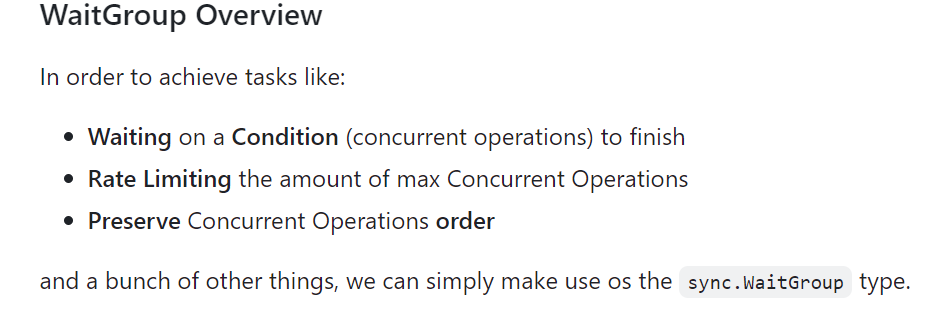 WaitGroup Overview
In order to achieve tasks like:
• Waiting on a Condition (concurrent operations) to finish
• Rate Limiting the amount of max Concurrent Operations
• Preserve Concurrent Operations order
and a bunch of other things, we can simply make use os the sync.WaitGroup type.